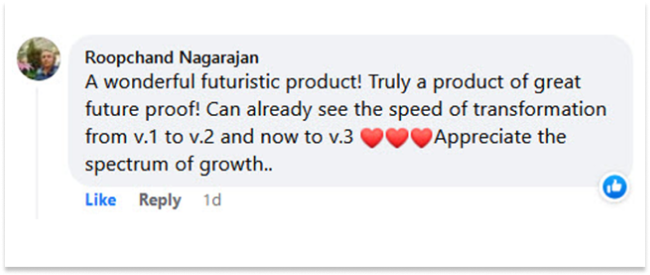 Roopchand Nagarajan
A wonderful futuristic product! Truly a product of great
future proof! Can already see the speed of transformation
from v.1 to v.2 and now to v.3 ❤️❤️❤️Appreciate the
spectrum of growth..
Like Reply 1d